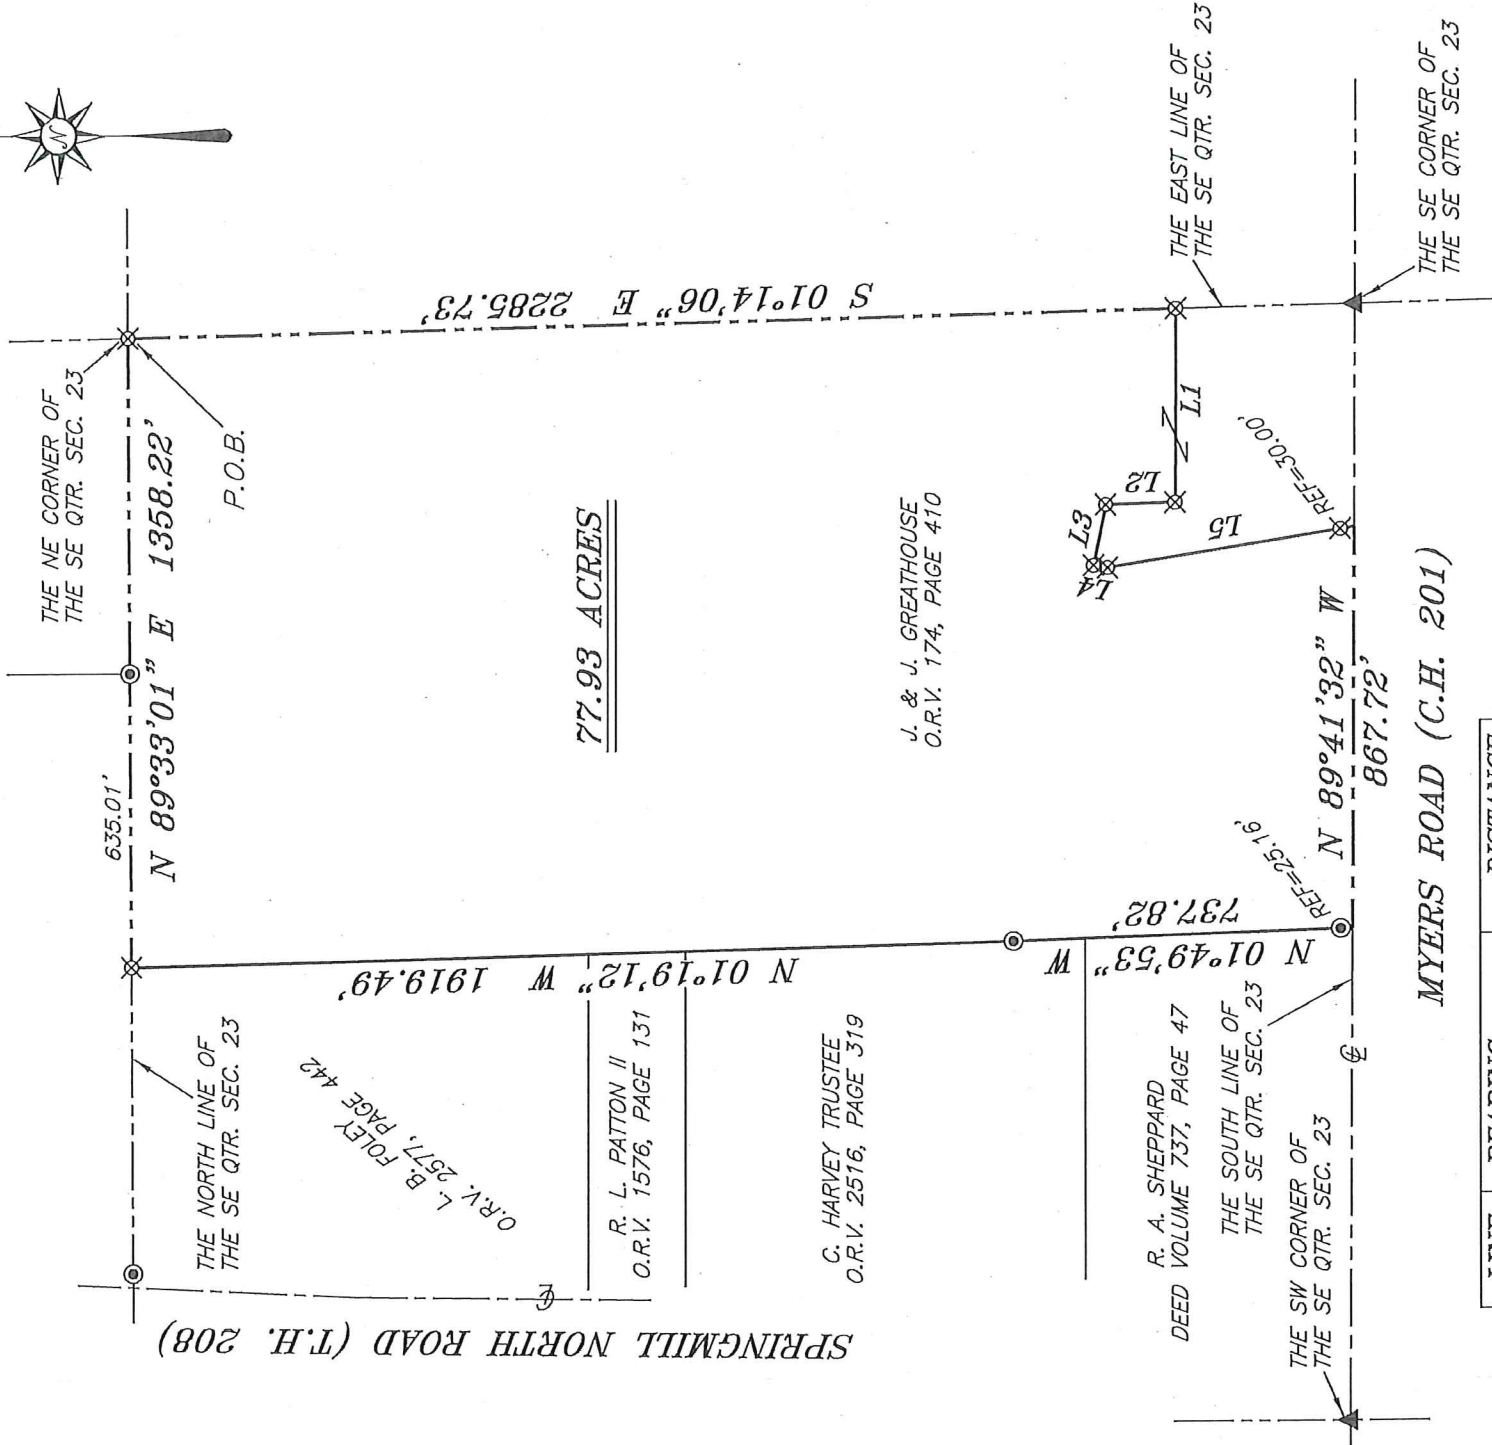 N
THE NE CORNER OF
THE SE QTR. SEC. 23
P.O.B.
635.01'
N 89°33'01" E 1358.22'
S 01°14'06" E 2285.73'
THE EAST LINE OF
THE SE QTR. SEC. 23
THE SE CORNER OF
THE SE QTR. SEC. 23
77.93 ACRES
J. & J. GREATHOUSE
O.R.V. 174, PAGE 410
L1
L2
L3
L4
L5
REF=30.00'
N 89°41'32" W
867.72'
REF=25.16'
MYERS ROAD (C.H. 201)
N 01°49'53" W
737.82'
N 01°19'12" W 1919.49'
THE NORTH LINE OF
THE SE QTR. SEC. 23
L. B. FOLEY
O.R.V. 2577, PAGE 442
R. L. PATTON II
O.R.V. 1576, PAGE 131
C. HARVEY TRUSTEE
O.R.V. 2516, PAGE 319
R. A. SHEPPARD
DEED VOLUME 737, PAGE 47
THE SOUTH LINE OF
THE SE QTR. SEC. 23
THE SW CORNER OF
THE SE QTR. SEC. 23
SPRINGMILL NORTH ROAD (T.H. 208)